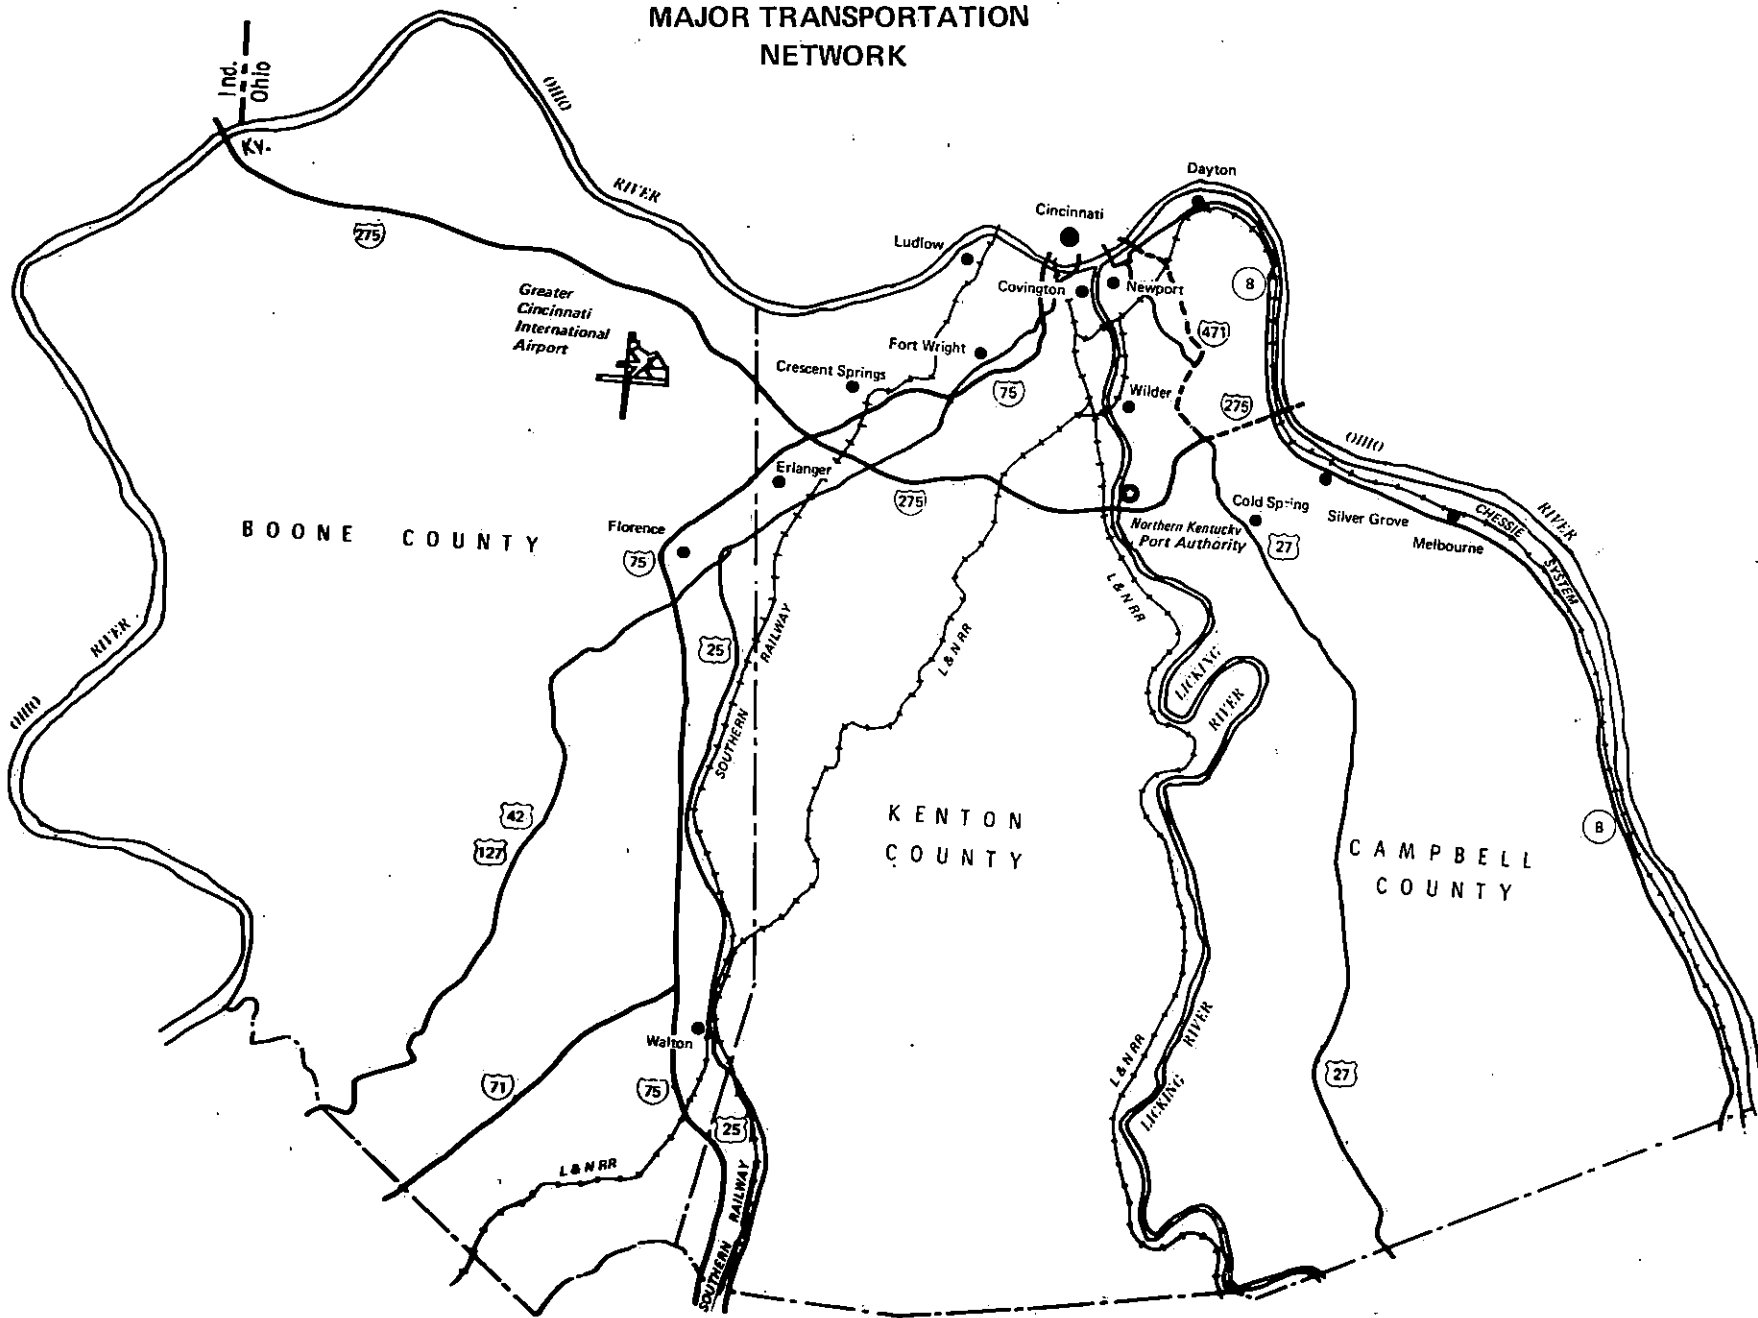 MAJOR TRANSPORTATION
NETWORK
Ind.
Ohio
Ky.
OHIO
RIVER
275
Dayton
Cincinnati
Ludlow
Covington
Newport
8
Greater
Cincinnati
International
Airport
471
Fort Wright
Crescent Springs
75
Wilder
275
OHIO
RIVER
Erlanger
275
Cold Spring
Silver Grove
CHESSIE
SYSTEM
Melbourne
Northern Kentucky
Port Authority
27
BOONE COUNTY
Florence
75
L & N RR
RIVER
OHIO
25
RAILWAY
SOUTHERN
L & N RR
LICKING
RIVER
42
127
KENTON
COUNTY
CAMPBELL
COUNTY
8
Walton
71
75
25
L & N RR
RIVER
LICKING
27
L & N RR
RAILWAY
SOUTHERN